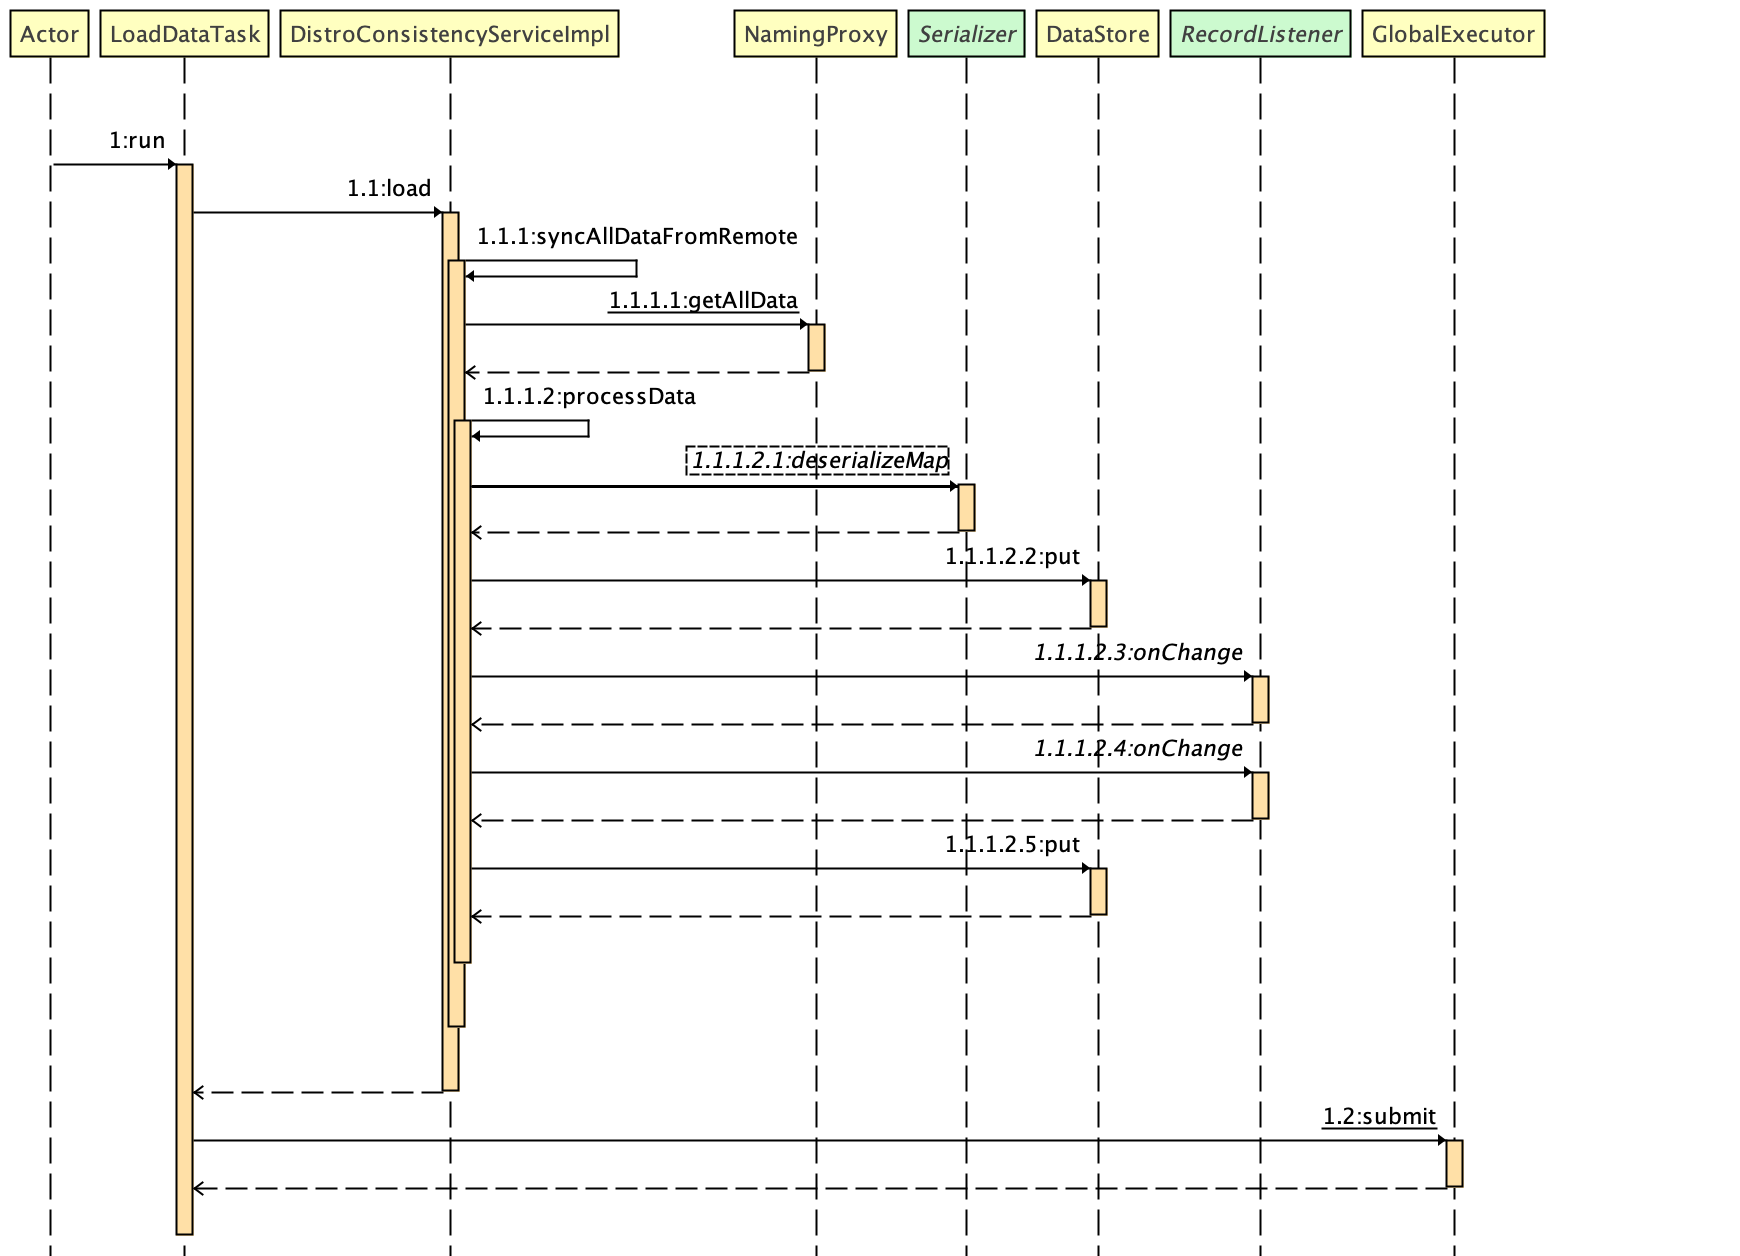 Actor
LoadDataTask
DistroConsistencyServiceImpl
NamingProxy
Serializer
DataStore
RecordListener
GlobalExecutor
1:run
1.1:load
1.1.1:syncAllDataFromRemote
1.1.1.1:getAllData
1.1.1.2:processData
1.1.1.2.1:deserializeMap
1.1.1.2.2:put
1.1.1.2.3:onChange
1.1.1.2.4:onChange
1.1.1.2.5:put
1.2:submit